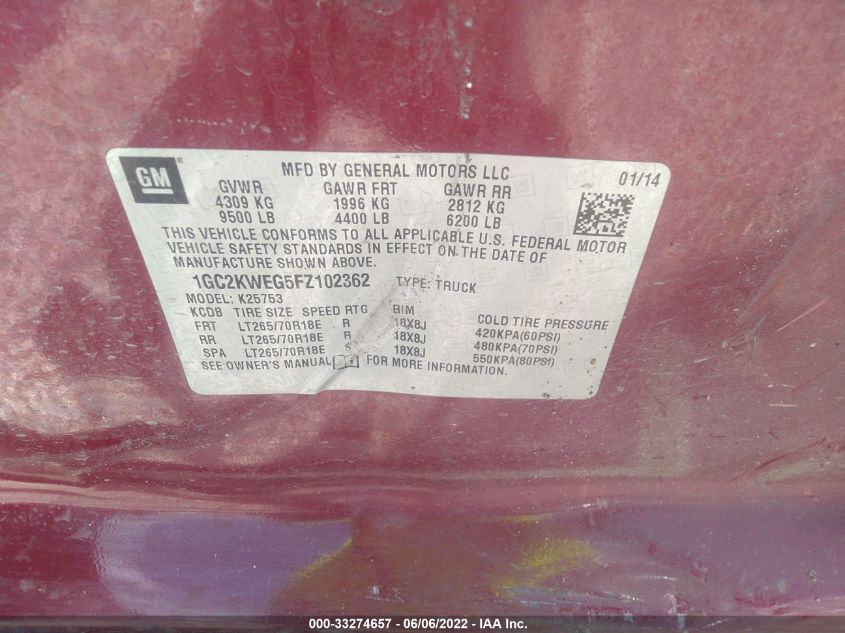 GM
MFD BY GENERAL MOTORS LLC
01/14
GVWR GAWR FRT GAWR RR
4309 KG 1996 KG 2812 KG
9500 LB 4400 LB 6200 LB
THIS VEHICLE CONFORMS TO ALL APPLICABLE U.S. FEDERAL MOTOR
VEHICLE SAFETY STANDARDS IN EFFECT ON THE DATE OF
MANUFACTURE SHOWN ABOVE.
1GC2KWEG5FZ102362 TYPE: TRUCK
MODEL: K25753
KCDB TIRE SIZE SPEED RTG RIM COLD TIRE PRESSURE
FRT LT265/70R18E R 18X8J 420KPA(60PSI)
RR LT265/70R18E R 18X8J 480KPA(70PSI)
SPA LT265/70R18E S 18X8J 550KPA(80PSI)
SEE OWNER'S MANUAL FOR MORE INFORMATION.
000-33274657 - 06/06/2022 - IAA Inc.